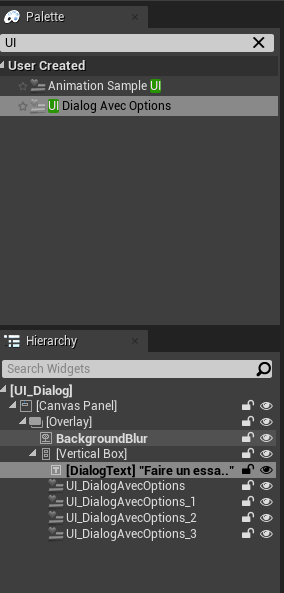 Palette
UI
User Created
Animation Sample UI
UI Dialog Avec Options
Hierarchy
Search Widgets
[UI_Dialog]
[Canvas Panel]
[Overlay]
BackgroundBlur
[Vertical Box]
[DialogText] "Faire un essa.."
UI_DialogAvecOptions
UI_DialogAvecOptions_1
UI_DialogAvecOptions_2
UI_DialogAvecOptions_3